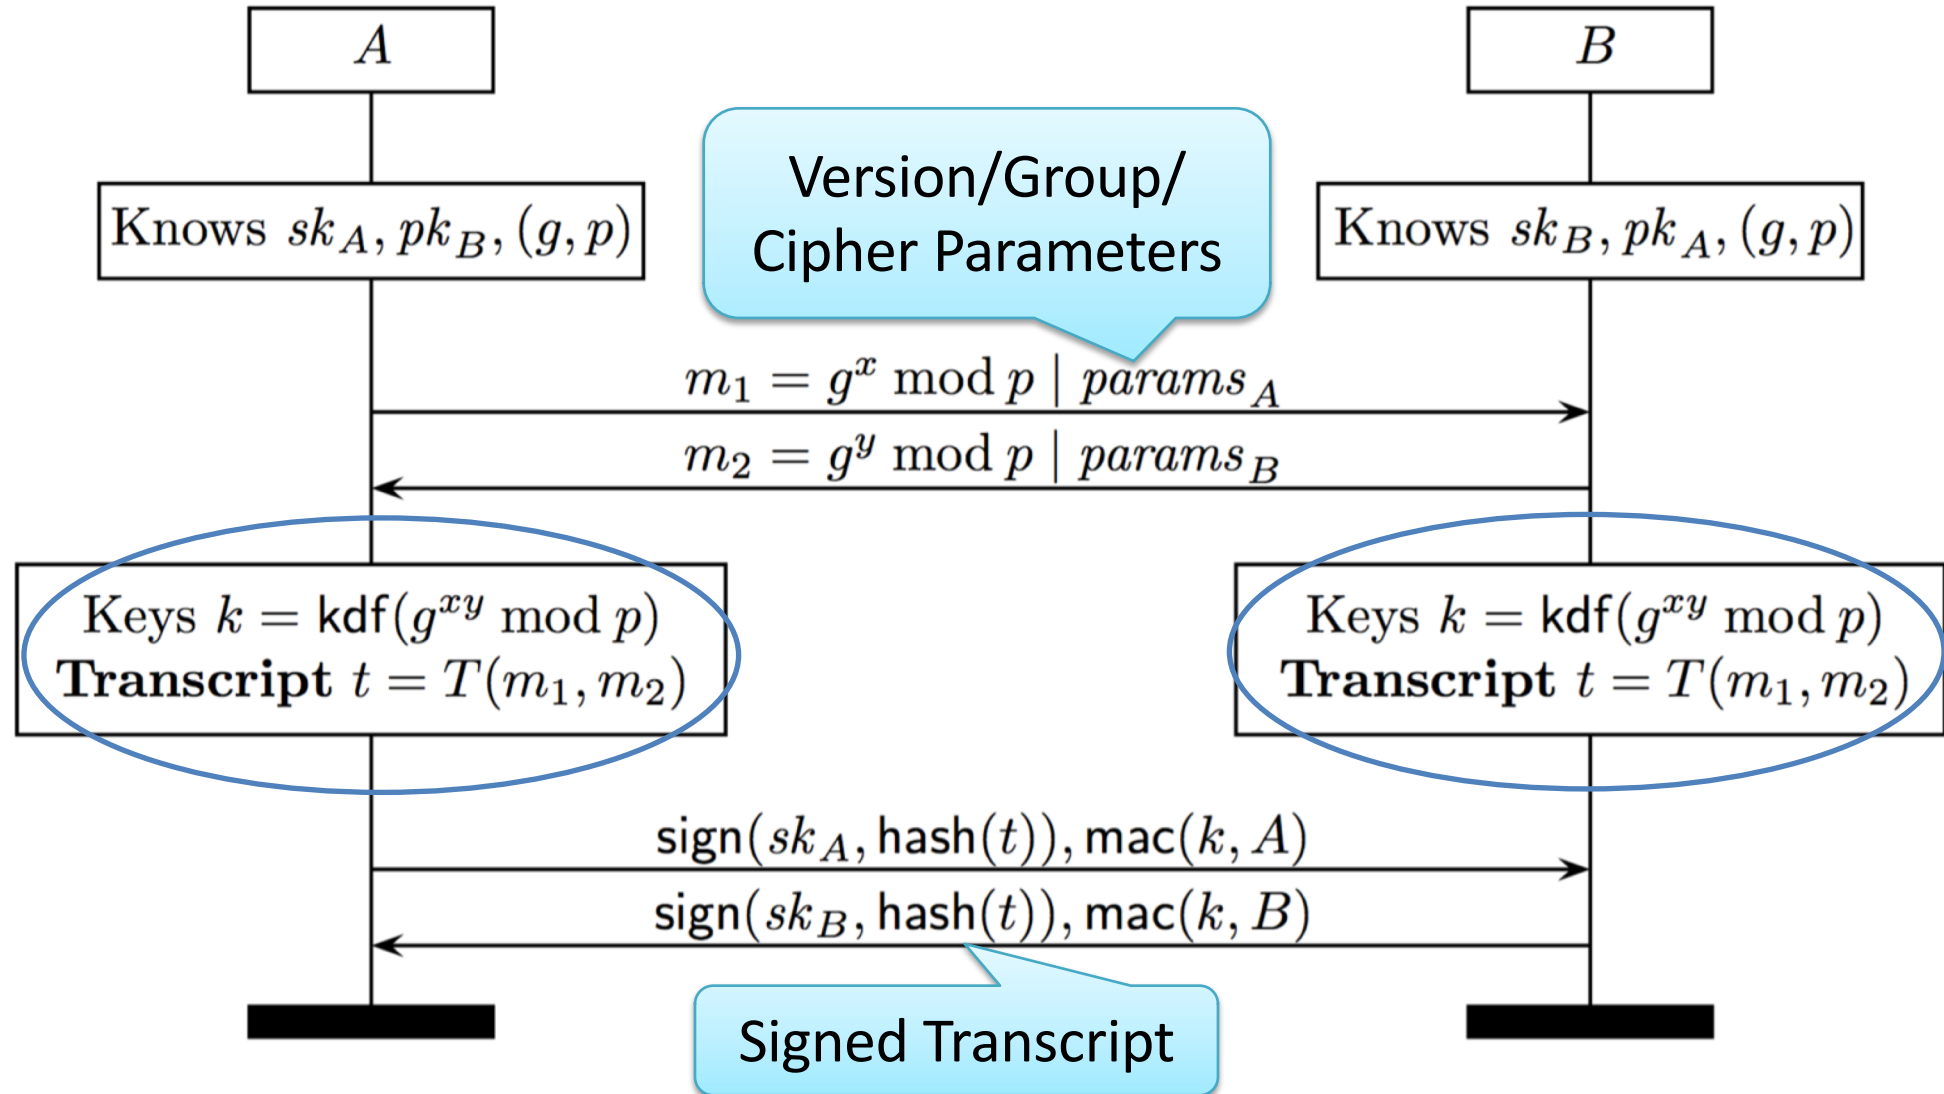 A
B
Version/Group/
Cipher Parameters
Knows sk_A, pk_B, (g, p)
Knows sk_B, pk_A, (g, p)
m_1 = g^x mod p | params_A
m_2 = g^y mod p | params_B
Keys k = kdf(g^{xy} mod p)
Transcript t = T(m_1, m_2)
Keys k = kdf(g^{xy} mod p)
Transcript t = T(m_1, m_2)
sign(sk_A, hash(t)), mac(k, A)
sign(sk_B, hash(t)), mac(k, B)
Signed Transcript